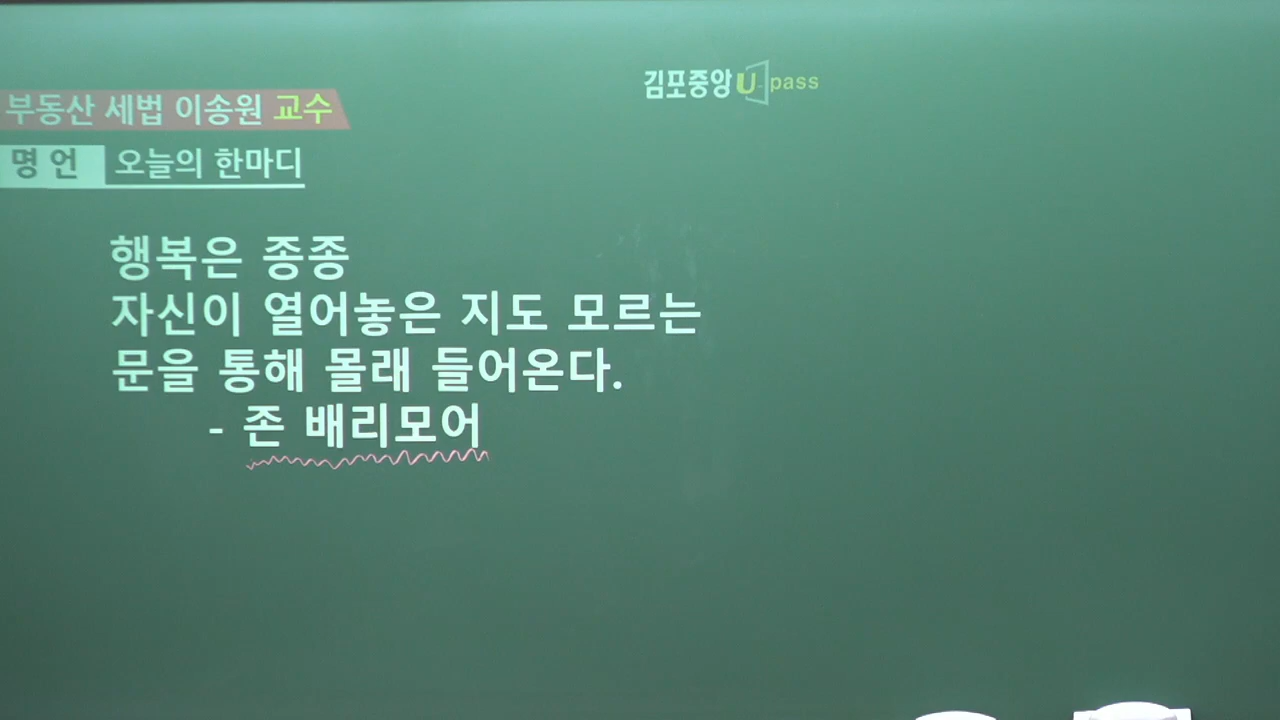 김포중앙 U-pass
부동산 세법 이송원 교수
명 언 오늘의 한마디
행복은 종종
자신이 열어놓은 지도 모르는
문을 통해 몰래 들어온다.
- 존 배리모어